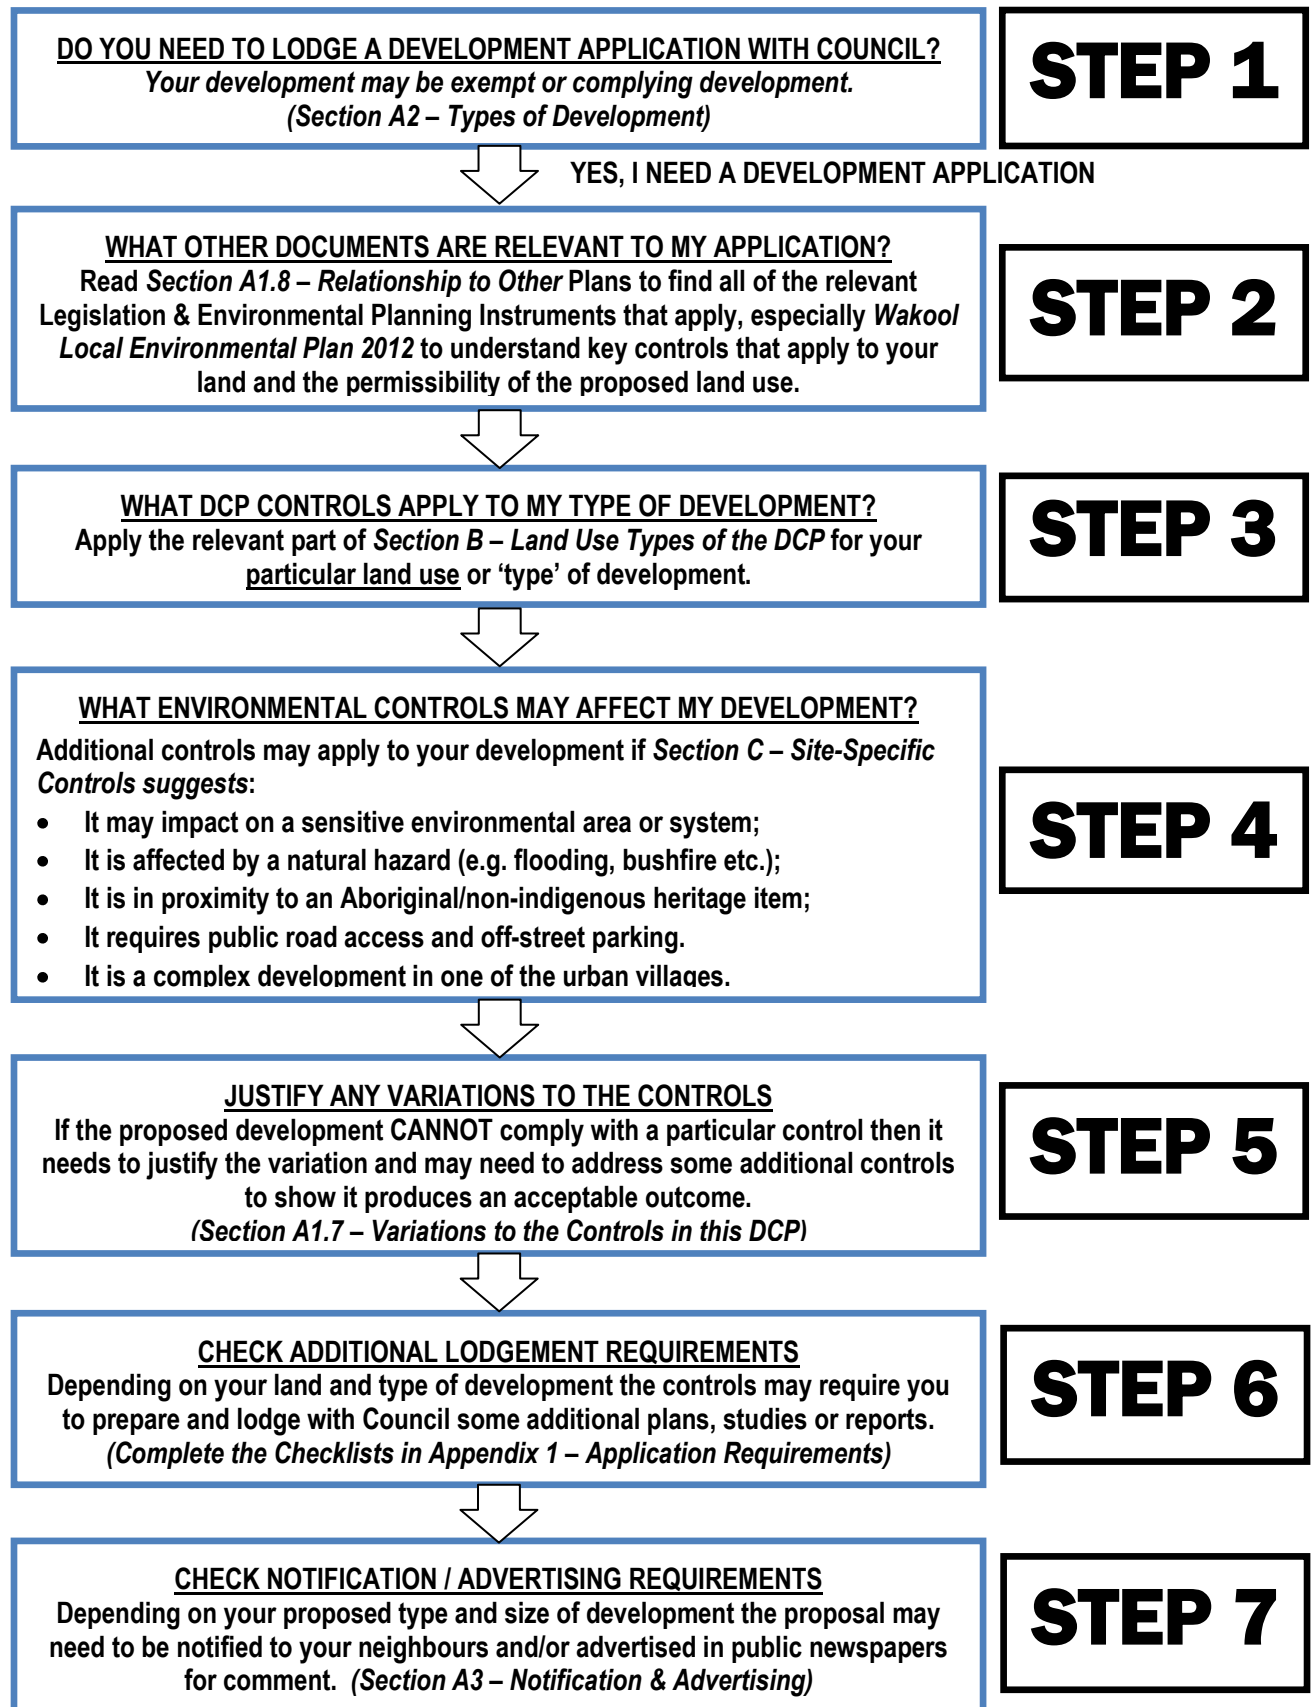 DO YOU NEED TO LODGE A DEVELOPMENT APPLICATION WITH COUNCIL?
Your development may be exempt or complying development.
(Section A2 – Types of Development)
STEP 1
YES, I NEED A DEVELOPMENT APPLICATION
WHAT OTHER DOCUMENTS ARE RELEVANT TO MY APPLICATION?
Read Section A1.8 – Relationship to Other Plans to find all of the relevant
Legislation & Environmental Planning Instruments that apply, especially Wakool
Local Environmental Plan 2012 to understand key controls that apply to your
land and the permissibility of the proposed land use.
STEP 2
WHAT DCP CONTROLS APPLY TO MY TYPE OF DEVELOPMENT?
Apply the relevant part of Section B – Land Use Types of the DCP for your
particular land use or ‘type’ of development.
STEP 3
WHAT ENVIRONMENTAL CONTROLS MAY AFFECT MY DEVELOPMENT?
Additional controls may apply to your development if Section C – Site-Specific
Controls suggests:
• It may impact on a sensitive environmental area or system;
• It is affected by a natural hazard (e.g. flooding, bushfire etc.);
• It is in proximity to an Aboriginal/non-indigenous heritage item;
• It requires public road access and off-street parking.
• It is a complex development in one of the urban villages.
STEP 4
JUSTIFY ANY VARIATIONS TO THE CONTROLS
If the proposed development CANNOT comply with a particular control then it
needs to justify the variation and may need to address some additional controls
to show it produces an acceptable outcome.
(Section A1.7 – Variations to the Controls in this DCP)
STEP 5
CHECK ADDITIONAL LODGEMENT REQUIREMENTS
Depending on your land and type of development the controls may require you
to prepare and lodge with Council some additional plans, studies or reports.
(Complete the Checklists in Appendix 1 – Application Requirements)
STEP 6
CHECK NOTIFICATION / ADVERTISING REQUIREMENTS
Depending on your proposed type and size of development the proposal may
need to be notified to your neighbours and/or advertised in public newspapers
for comment. (Section A3 – Notification & Advertising)
STEP 7